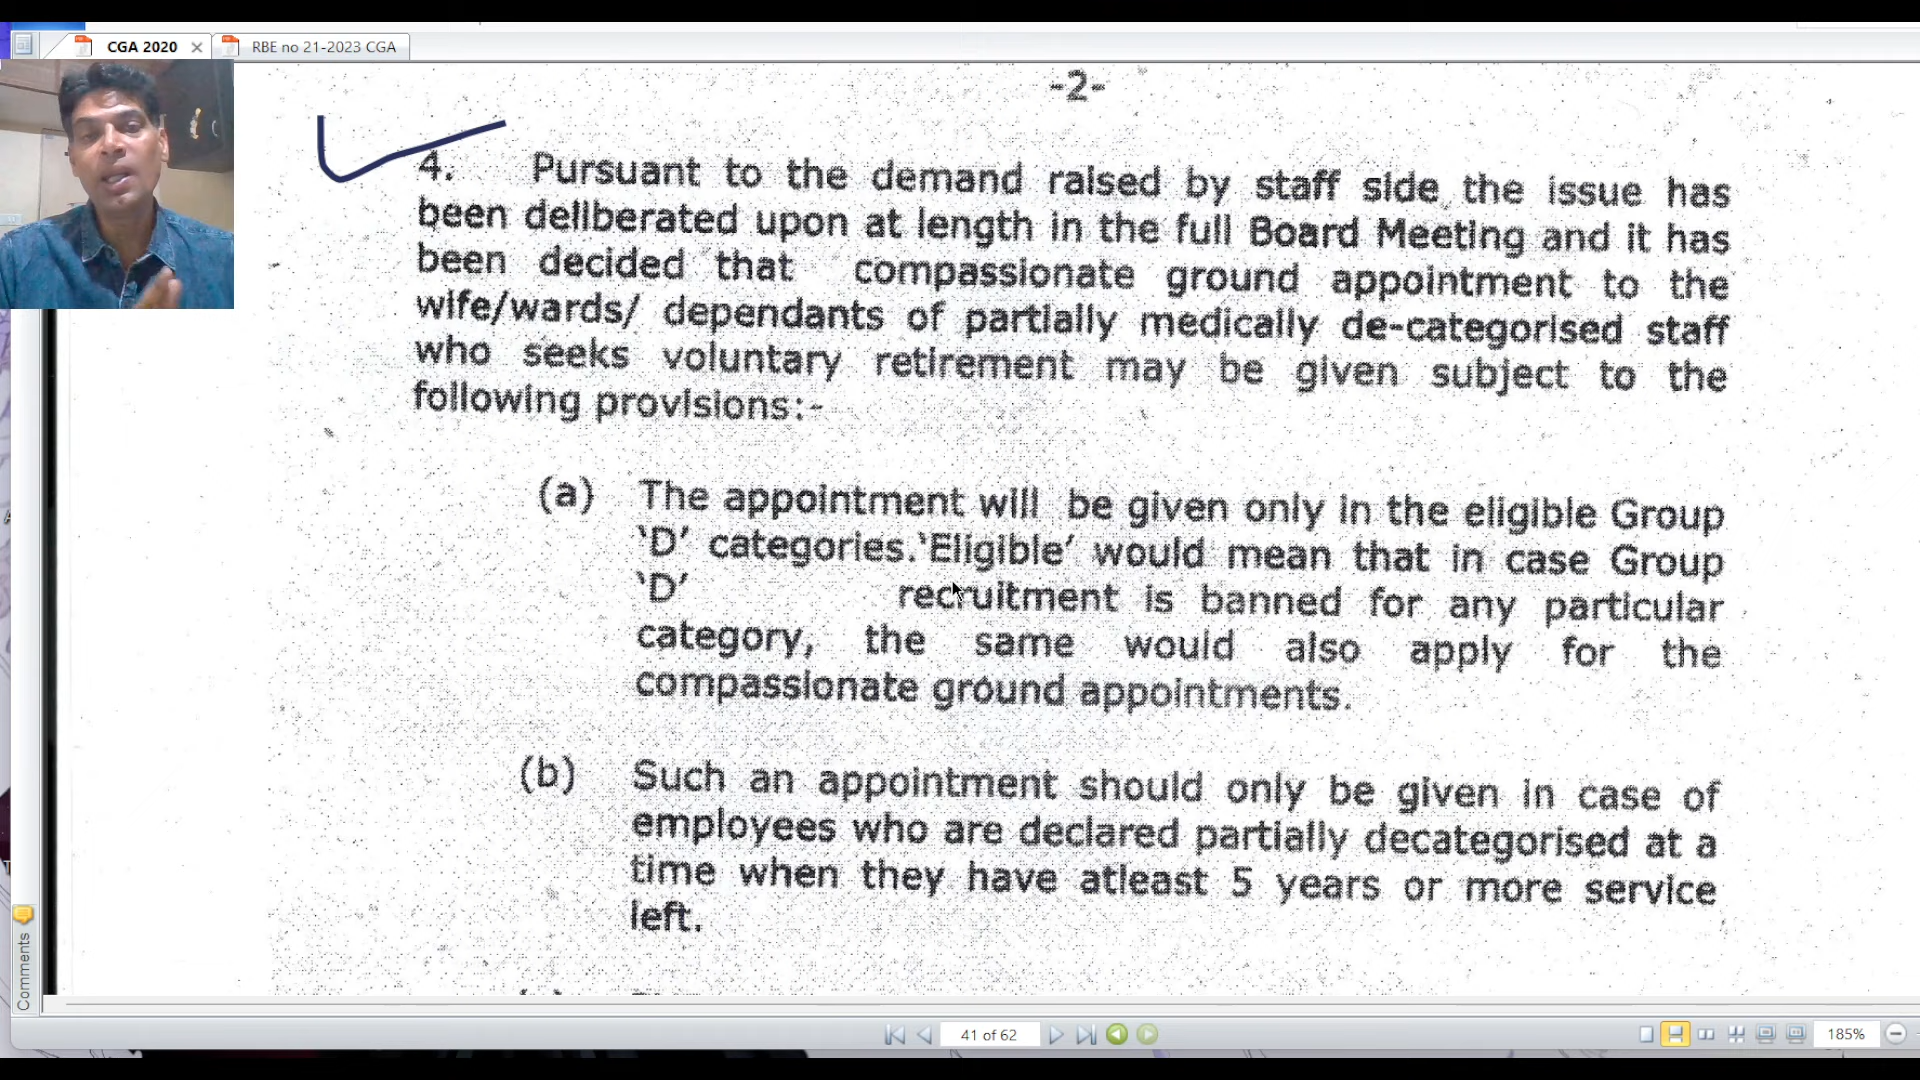 CGA 2020
RBE no 21-2023 CGA
-2-
4. Pursuant to the demand raised by staff side, the issue has
been deliberated upon at length in the full Board Meeting and it has
been decided that compassionate ground appointment to the
wife/wards/ dependants of partially medically de-categorised staff
who seeks voluntary retirement may be given subject to the
following provisions:-
(a) The appointment will be given only in the eligible Group
‘D’ categories.‘Eligible’ would mean that in case Group
‘D’ recruitment is banned for any particular
category, the same would also apply for the
compassionate ground appointments.
(b) Such an appointment should only be given in case of
employees who are declared partially decategorised at a
time when they have atleast 5 years or more service
left.
Comments
41 of 62
185%